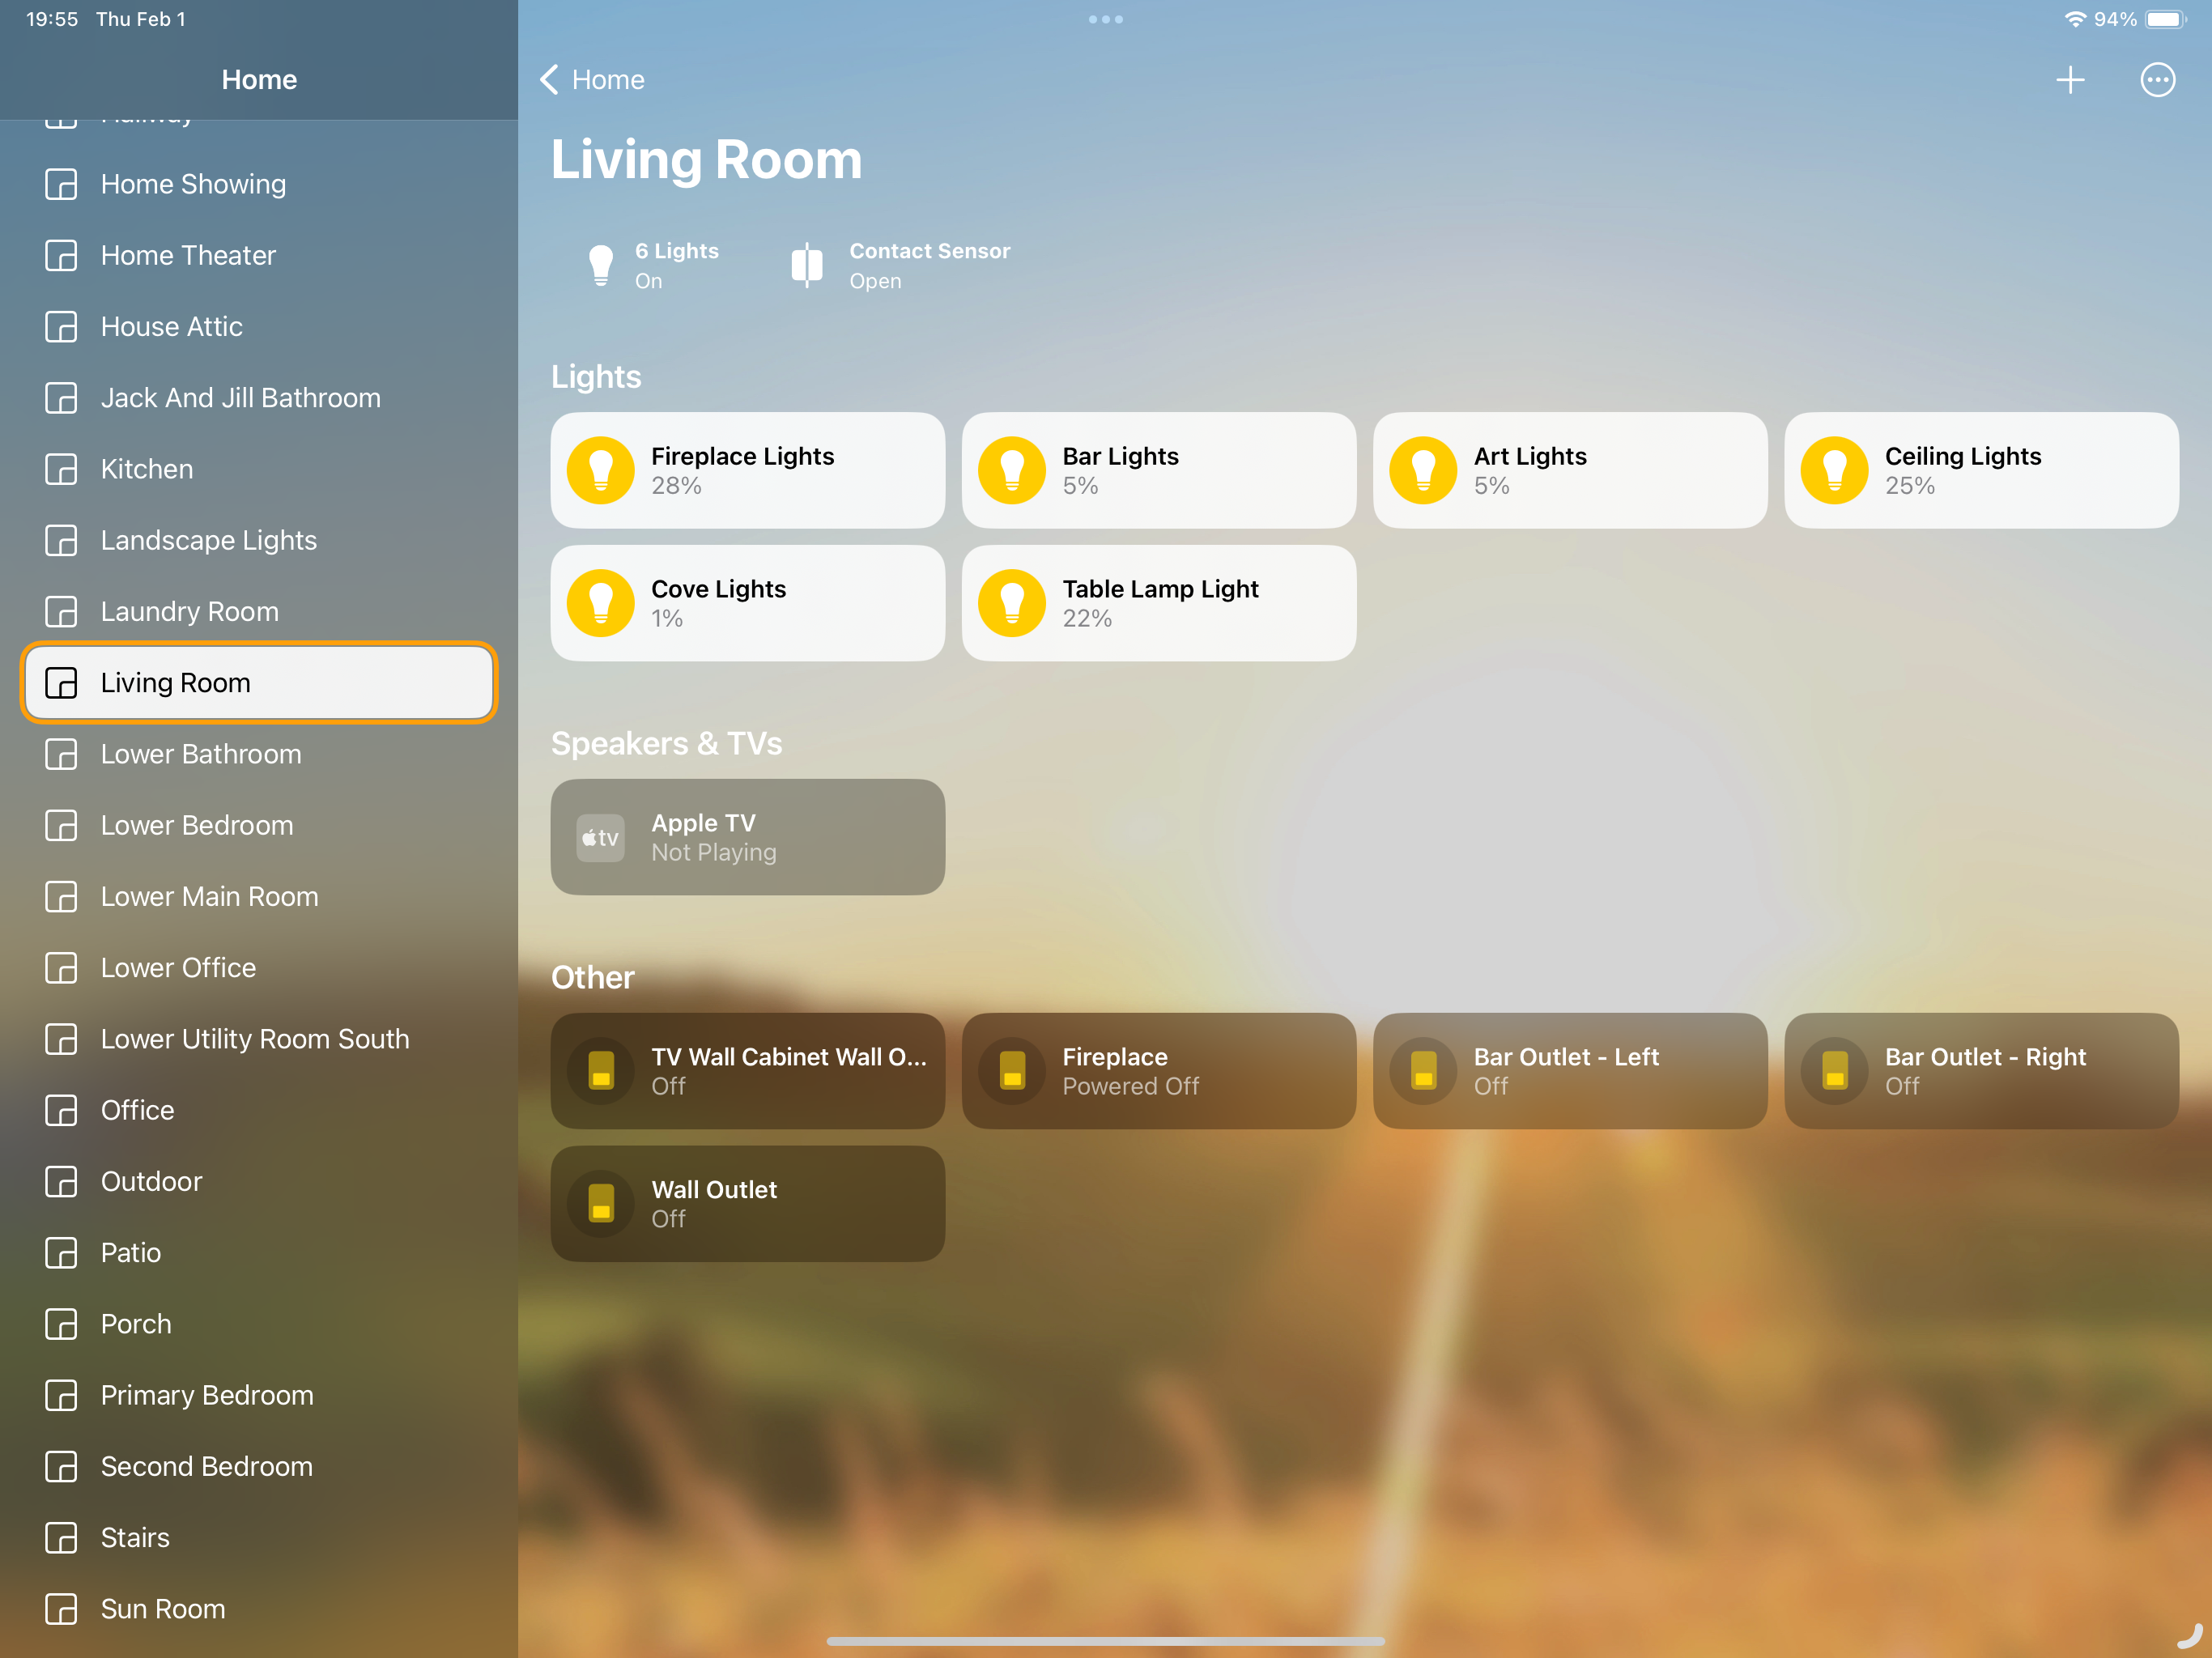 19:55 Thu Feb 1
94%
Home
Hallway
Home Showing
Home Theater
House Attic
Jack And Jill Bathroom
Kitchen
Landscape Lights
Laundry Room
Living Room
Lower Bathroom
Lower Bedroom
Lower Main Room
Lower Office
Lower Utility Room South
Office
Outdoor
Patio
Porch
Primary Bedroom
Second Bedroom
Stairs
Sun Room
Home
Living Room
6 Lights
On
Contact Sensor
Open
Lights
Fireplace Lights
28%
Bar Lights
5%
Art Lights
5%
Ceiling Lights
25%
Cove Lights
1%
Table Lamp Light
22%
Speakers & TVs
tv
Apple TV
Not Playing
Other
TV Wall Cabinet Wall O...
Off
Fireplace
Powered Off
Bar Outlet - Left
Off
Bar Outlet - Right
Off
Wall Outlet
Off